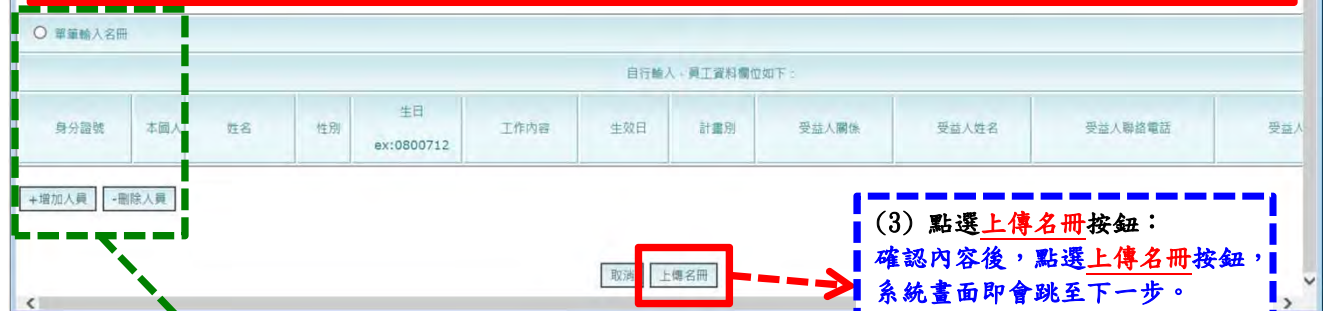 單筆輸入名冊
自行輸入,員工資料欄位如下:
身分證號 本國人 姓名 性別 生日 ex:0800712 工作內容 生效日 計畫別 受益人關係 受益人姓名 受益人聯絡電話 受益人
+增加人員 -刪除人員
取消 上傳名冊
(3) 點選上傳名冊按鈕:
確認內容後,點選上傳名冊按鈕,
系統畫面即會跳至下一步。